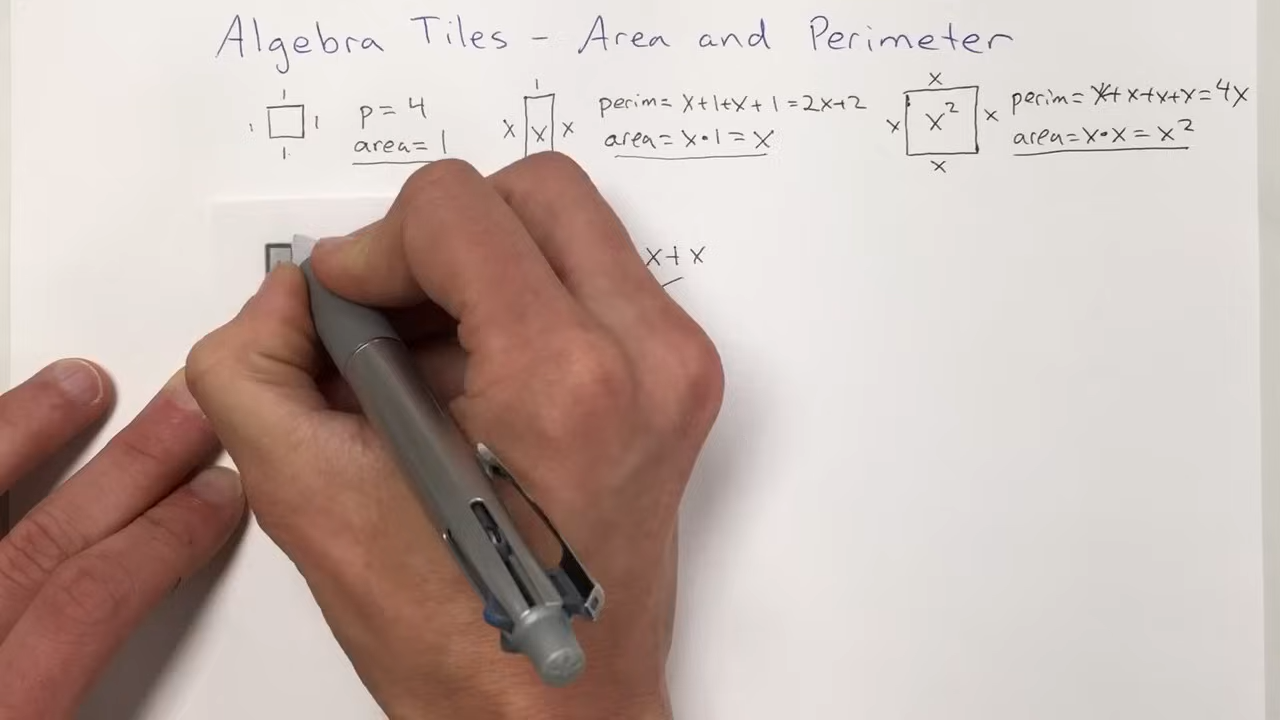 Algebra Tiles - Area and Perimeter
1
1 1
1
p = 4
area = 1
1
x x x
perim = x+1+x+1 = 2x+2
area = x•1 = x
x
x x² x
x
perim = x+x+x+x = 4x
area = x•x = x²
x+x